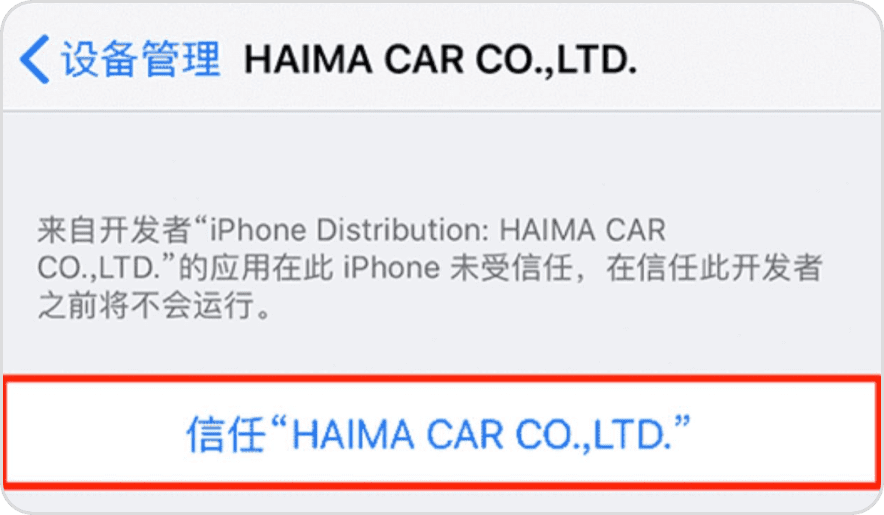 设备管理 HAIMA CAR CO.,LTD.
来自开发者“iPhone Distribution: HAIMA CAR
CO.,LTD.”的应用在此 iPhone 未受信任，在信任此开发者
之前将不会运行。
信任“HAIMA CAR CO.,LTD.”